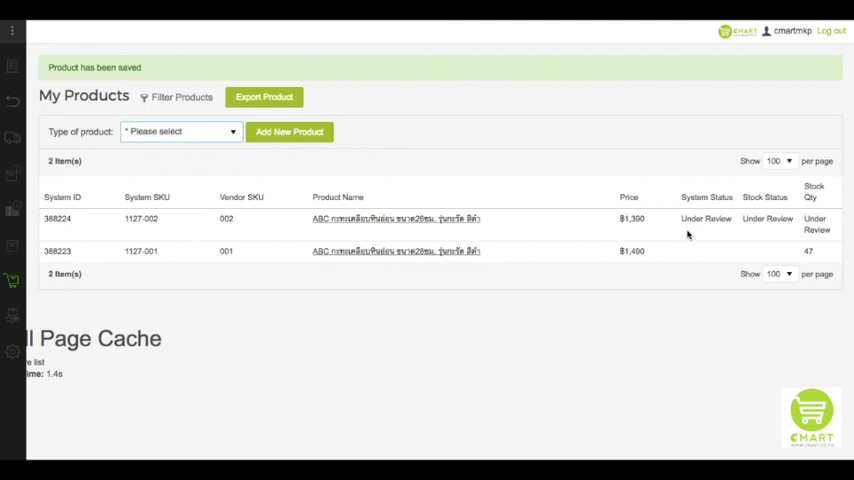 CMART cmartmkp Log out
Product has been saved
My Products Filter Products Export Product
Type of product: * Please select Add New Product
2 Item(s) Show 100 per page
System ID System SKU Vendor SKU Product Name Price System Status Stock Status Stock Qty
388224 1127-002 002 ABC กะทะเคลือบหินอ่อน ขนาด26ซม. รุ่นกะรัต สีดำ ฿1,390 Under Review Under Review Under Review
388223 1127-001 001 ABC กะทะเคลือบหินอ่อน ขนาด28ซม. รุ่นกะรัต สีดำ ฿1,490 47
2 Item(s) Show 100 per page
ll Page Cache
e list
ime: 1.4s
CMART
WWW.CMART.CO.TH